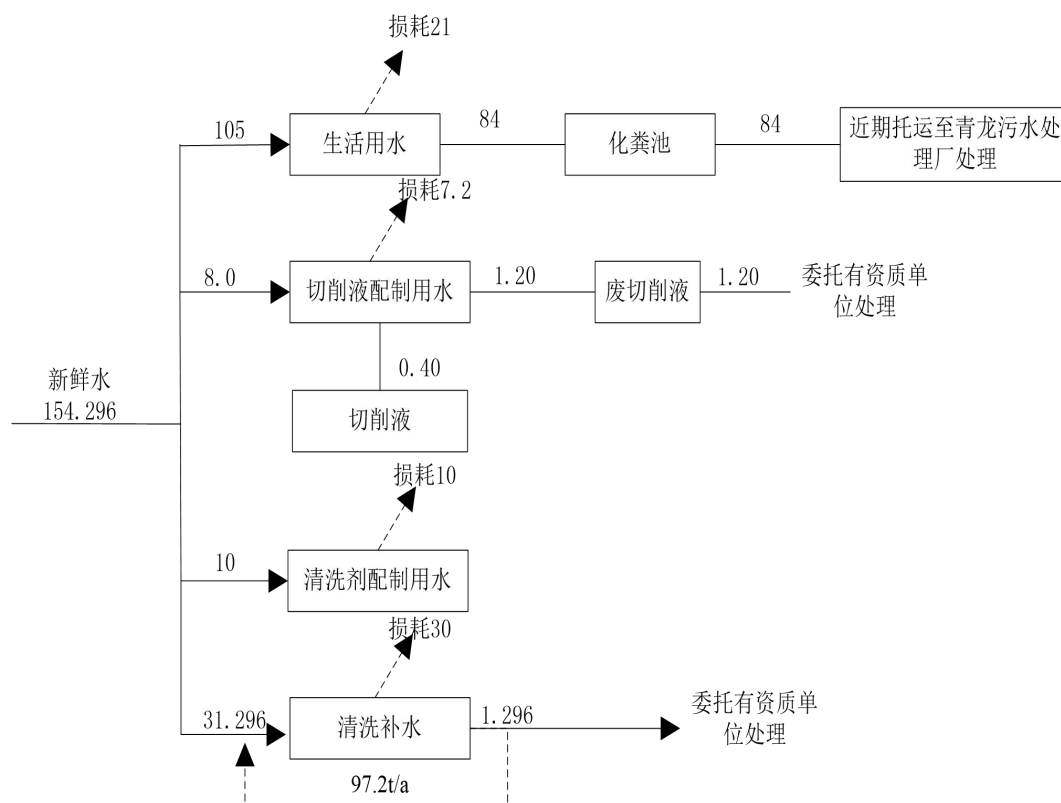 损耗21
105
生活用水
84
化粪池
84
近期托运至青龙污水处
理厂处理
损耗7.2
8.0
切削液配制用水
1.20
废切削液
1.20
委托有资质单
位处理
0.40
切削液
新鲜水
154.296
损耗10
10
清洗剂配制用水
损耗30
31.296
清洗补水
1.296
委托有资质单
位处理
97.2t/a